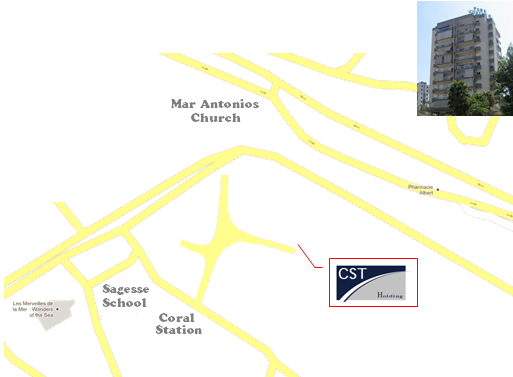 Mar Antonios
Church
Pharmacie
Albert
CST
Holding
Sagesse
School
Les Merveilles de
la Mer - Wonders
of the Sea
Coral
Station